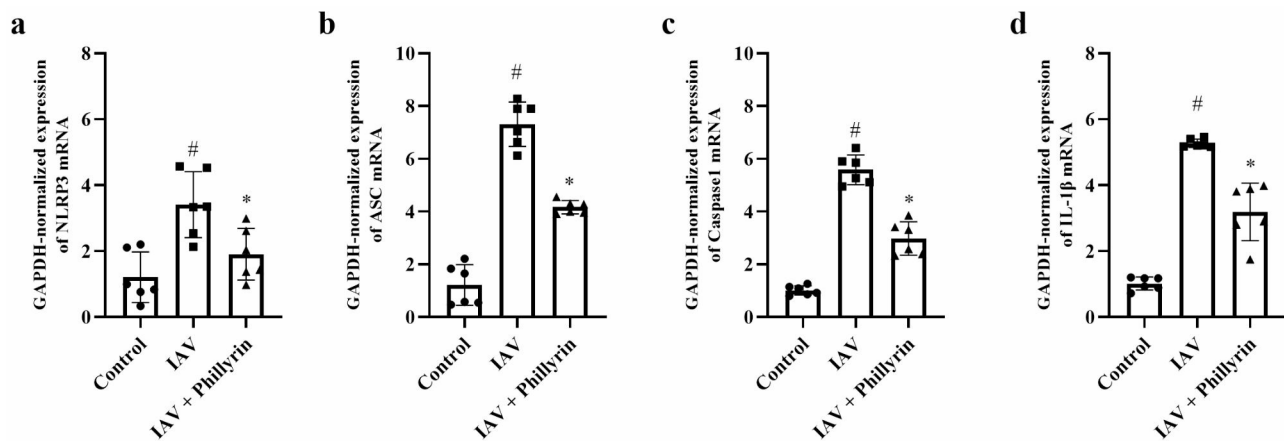 a
GAPDH-normalized expression
of NLRP3 mRNA
8
6
4
2
0
#
*
Control
IAV
IAV + Phillyrin
b
GAPDH-normalized expression
of ASC mRNA
10
8
6
4
2
0
#
*
Control
IAV
IAV + Phillyrin
c
GAPDH-normalized expression
of Caspase1 mRNA
10
8
6
4
2
0
#
*
Control
IAV
IAV + Phillyrin
d
GAPDH-normalized expression
of IL-1β mRNA
8
6
4
2
0
#
*
Control
IAV
IAV + Phillyrin